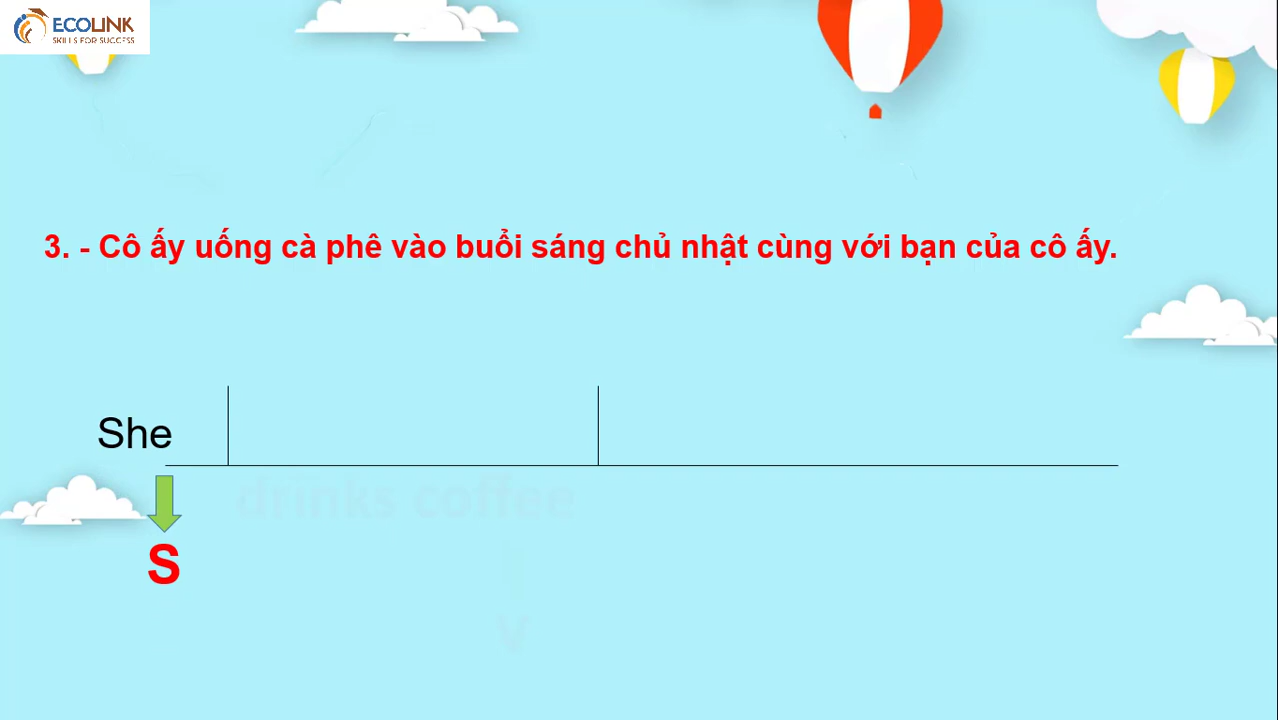 ECOLINK
SKILLS FOR SUCCESS
3. - Cô ấy uống cà phê vào buổi sáng chủ nhật cùng với bạn của cô ấy.
She
drinks coffee
S
V